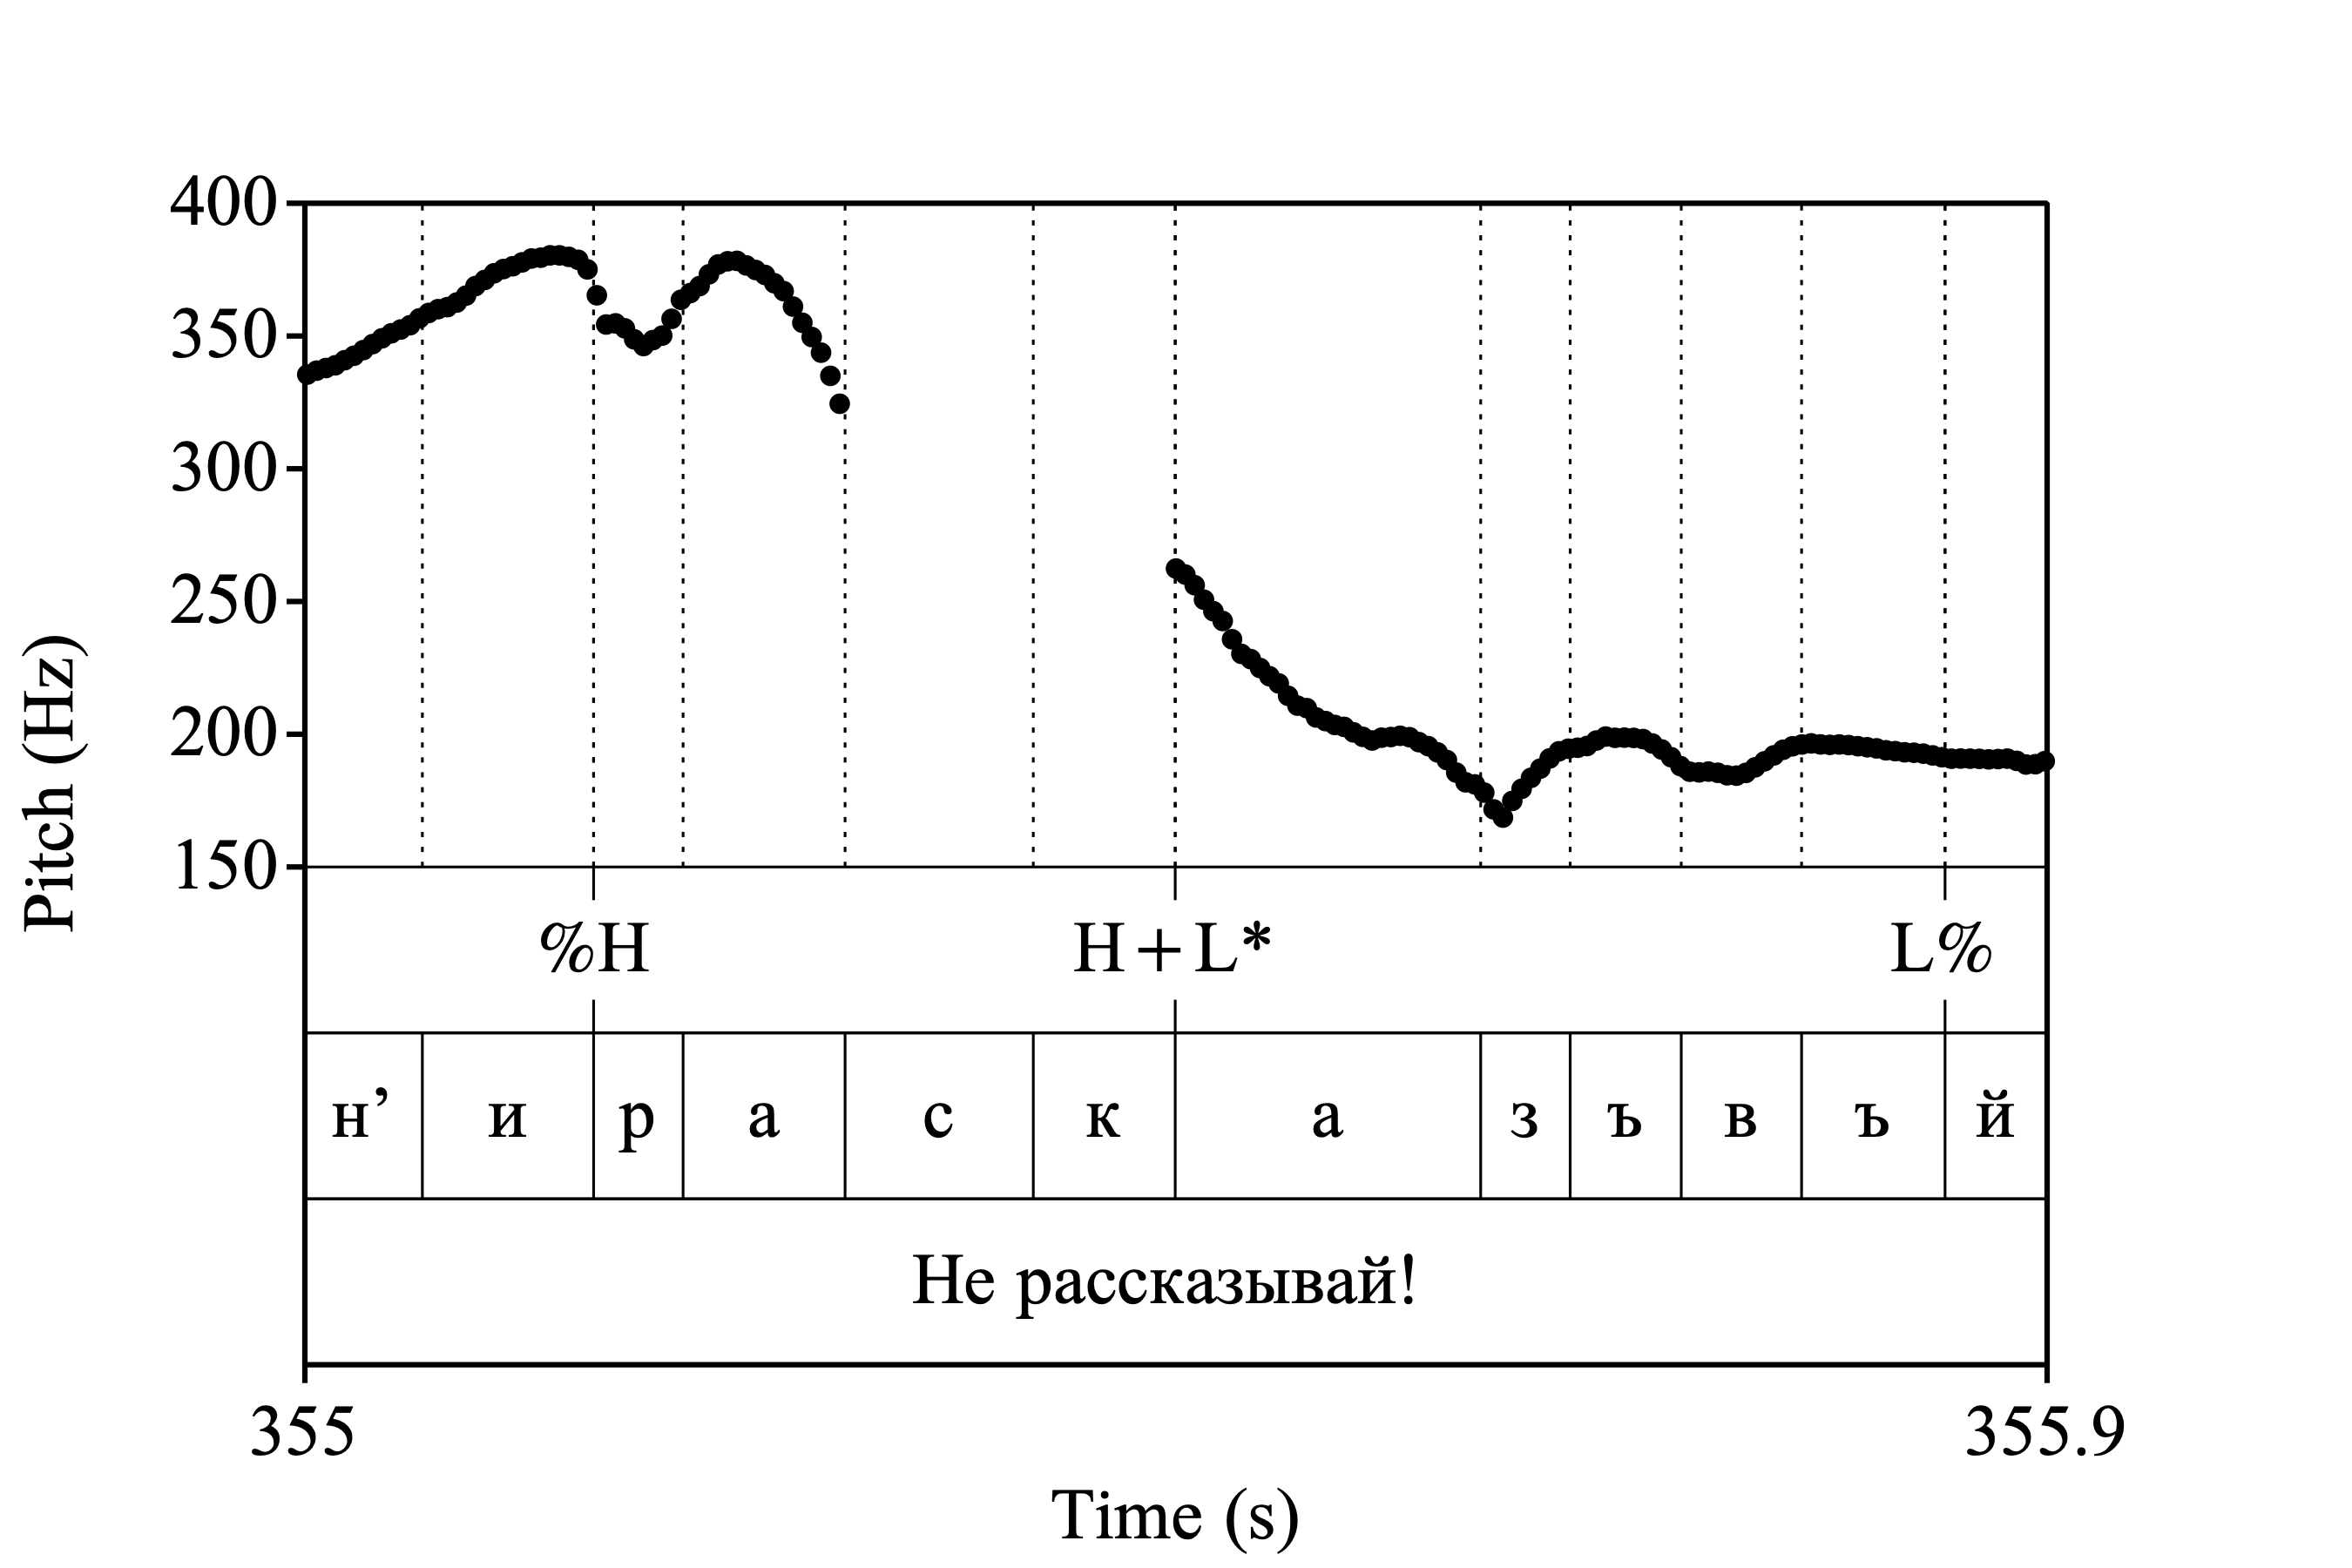 400
350
300
250
200
150
Pitch (Hz)
%H H+L* L%
н’ и р а с к а з ъ в ъ й
Не рассказывай!
355 355.9
Time (s)